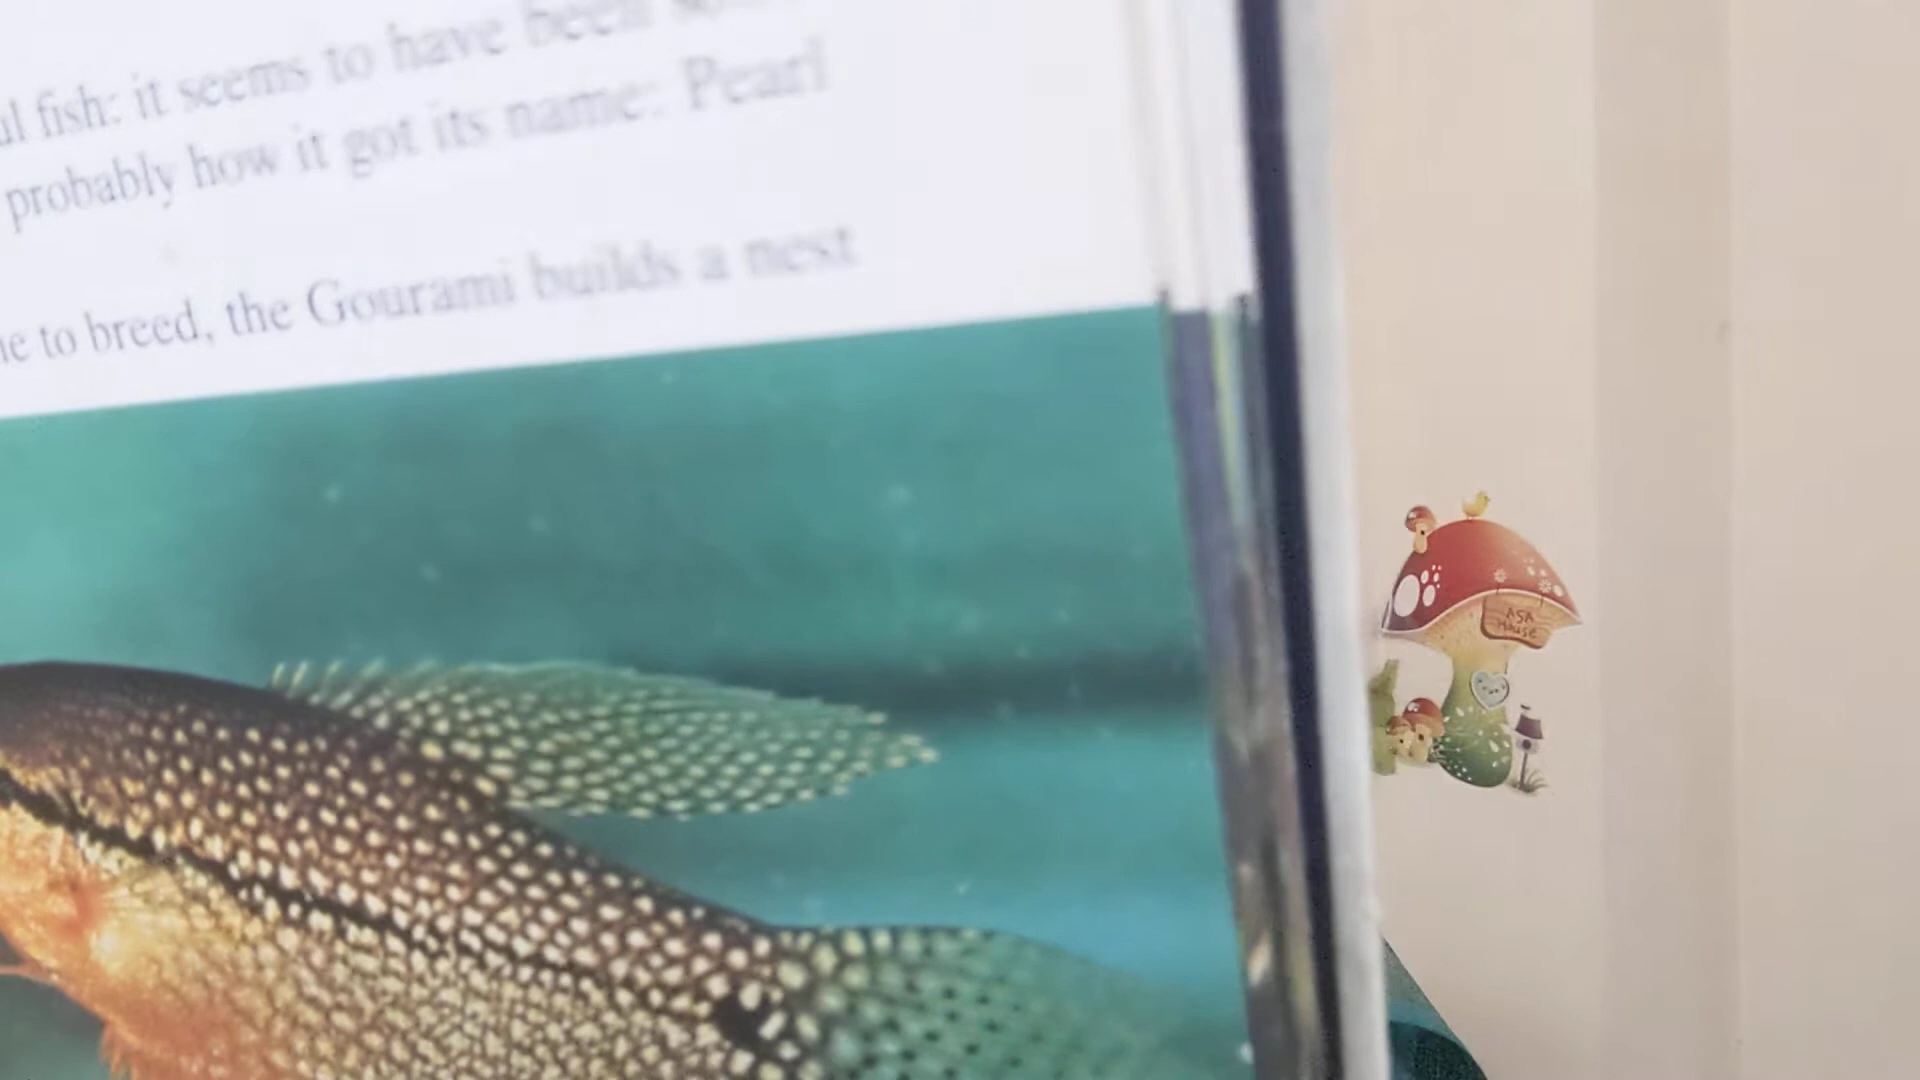 ul fish: it seems to have been
probably how it got its name: Pearl
to breed, the Gourami builds a nest
ASA
House